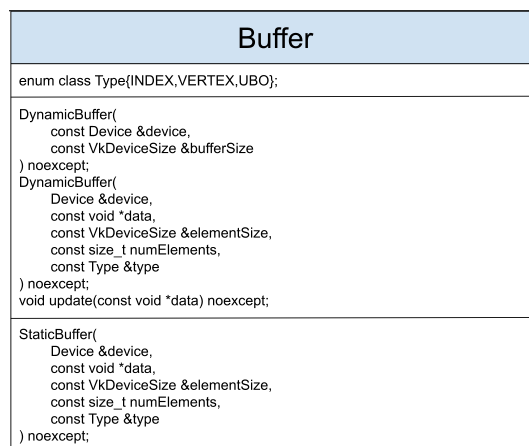 Buffer
enum class Type{INDEX,VERTEX,UBO};
DynamicBuffer(
const Device &device,
const VkDeviceSize &bufferSize
) noexcept;
DynamicBuffer(
Device &device,
const void *data,
const VkDeviceSize &elementSize,
const size_t numElements,
const Type &type
) noexcept;
void update(const void *data) noexcept;
StaticBuffer(
Device &device,
const void *data,
const VkDeviceSize &elementSize,
const size_t numElements,
const Type &type
) noexcept;